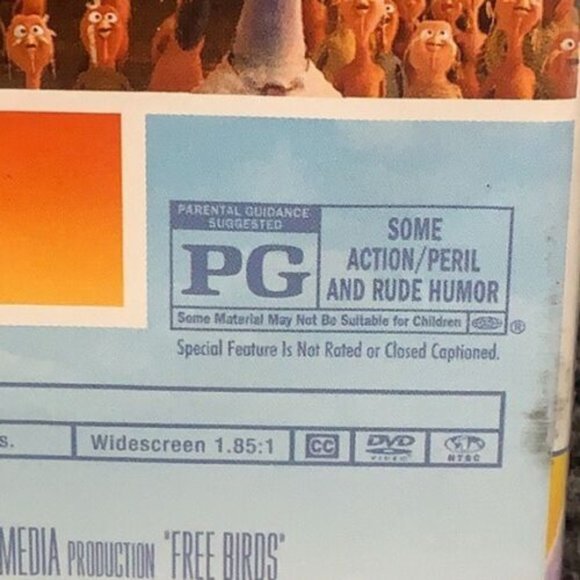 PARENTAL GUIDANCE
SUGGESTED
PG
SOME
ACTION/PERIL
AND RUDE HUMOR
Some Material May Not Be Suitable for Children
®
Special Feature Is Not Rated or Closed Captioned.
s.
Widescreen 1.85:1
CC
DVD
VIDEO
NTSC
MEDIA PRODUCTION "FREE BIRDS"